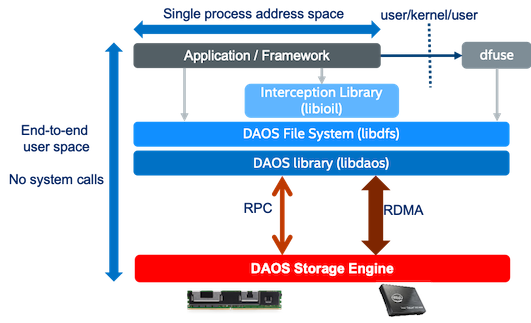 Single process address space
user/kernel/user
Application / Framework
dfuse
Interception Library
(libioil)
End-to-end
user space
No system calls
DAOS File System (libdfs)
DAOS library (libdaos)
RPC
RDMA
DAOS Storage Engine
intel